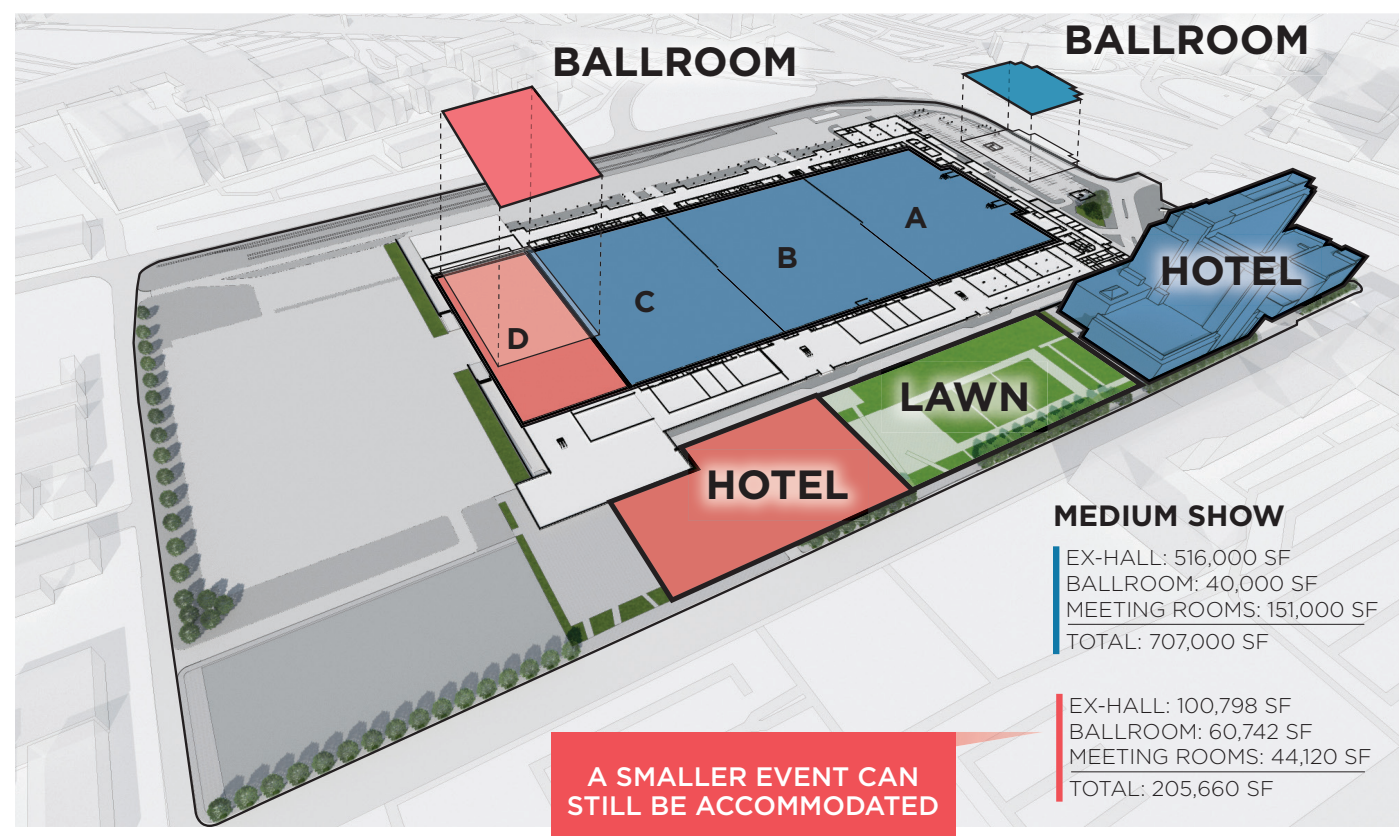 BALLROOM
BALLROOM
A
B
C
D
HOTEL
LAWN
HOTEL
MEDIUM SHOW
EX-HALL: 516,000 SF
BALLROOM: 40,000 SF
MEETING ROOMS: 151,000 SF
TOTAL: 707,000 SF
EX-HALL: 100,798 SF
BALLROOM: 60,742 SF
MEETING ROOMS: 44,120 SF
TOTAL: 205,660 SF
A SMALLER EVENT CAN
STILL BE ACCOMMODATED